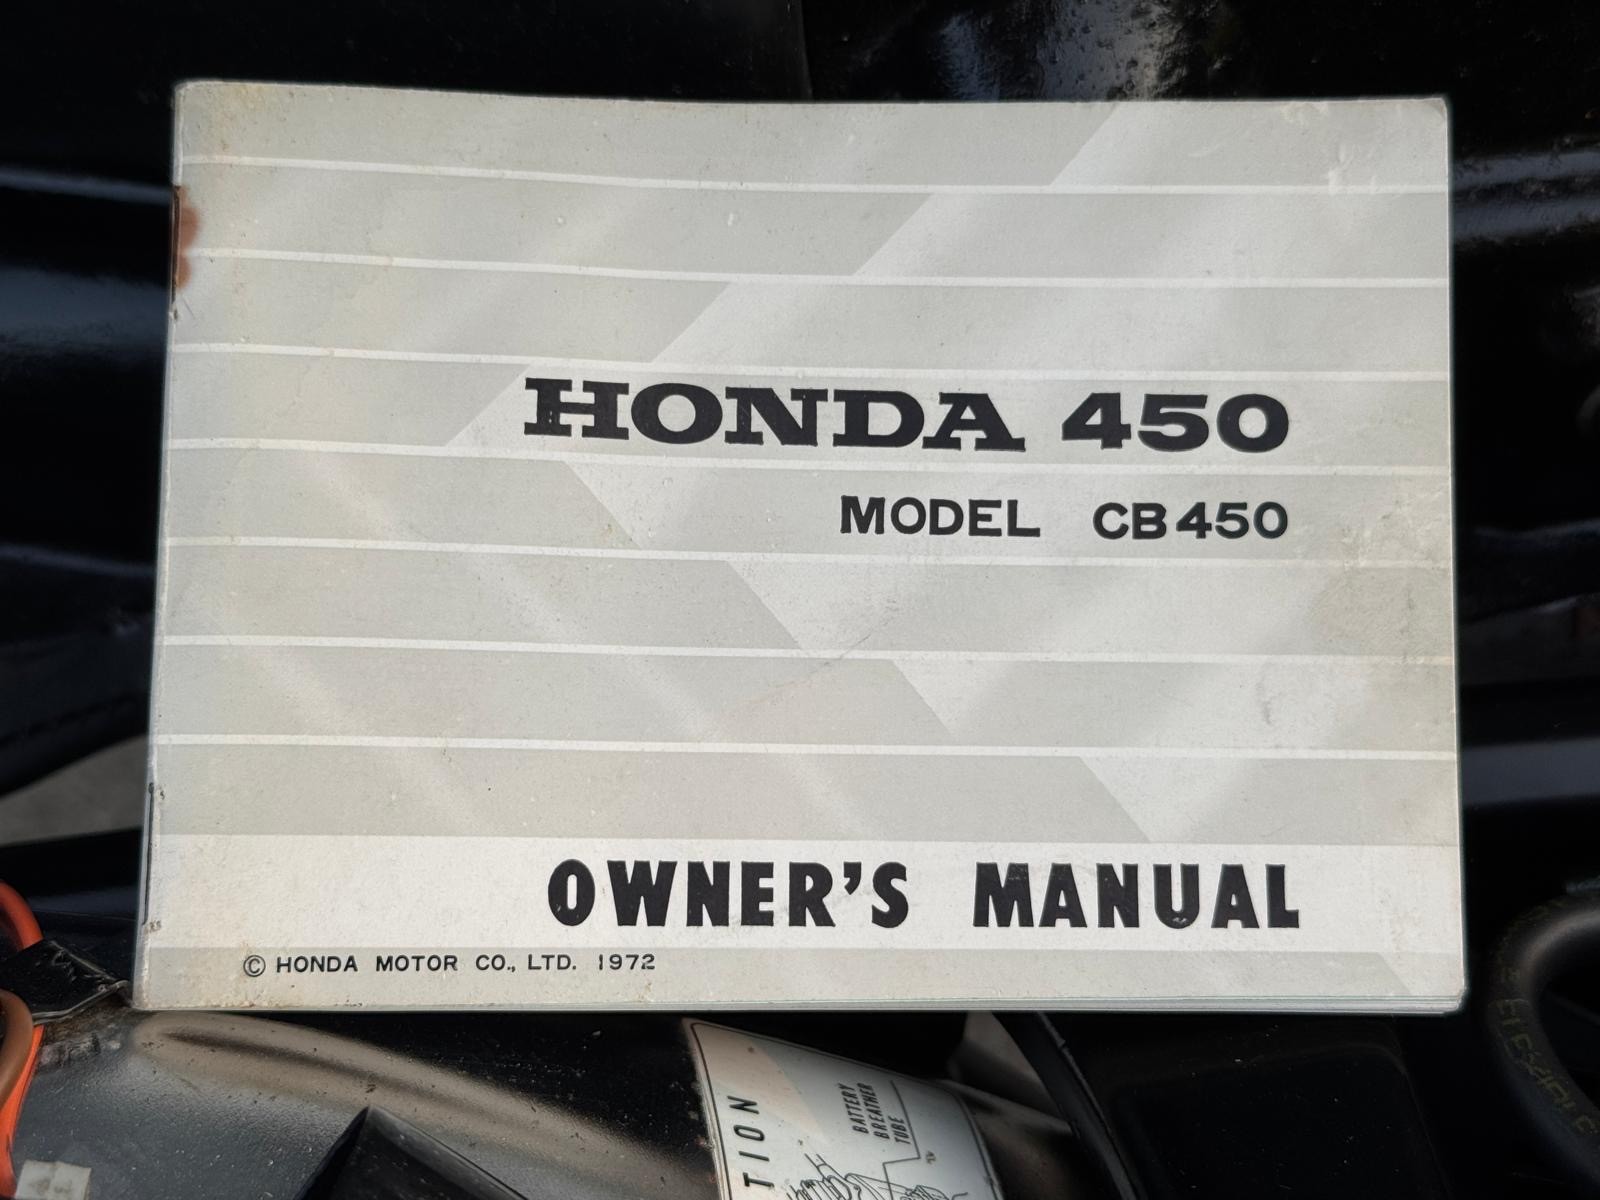 HONDA 450
MODEL CB450
OWNER'S MANUAL
© HONDA MOTOR CO., LTD. 1972
TION
BATTERY
BREATHER
TUBE